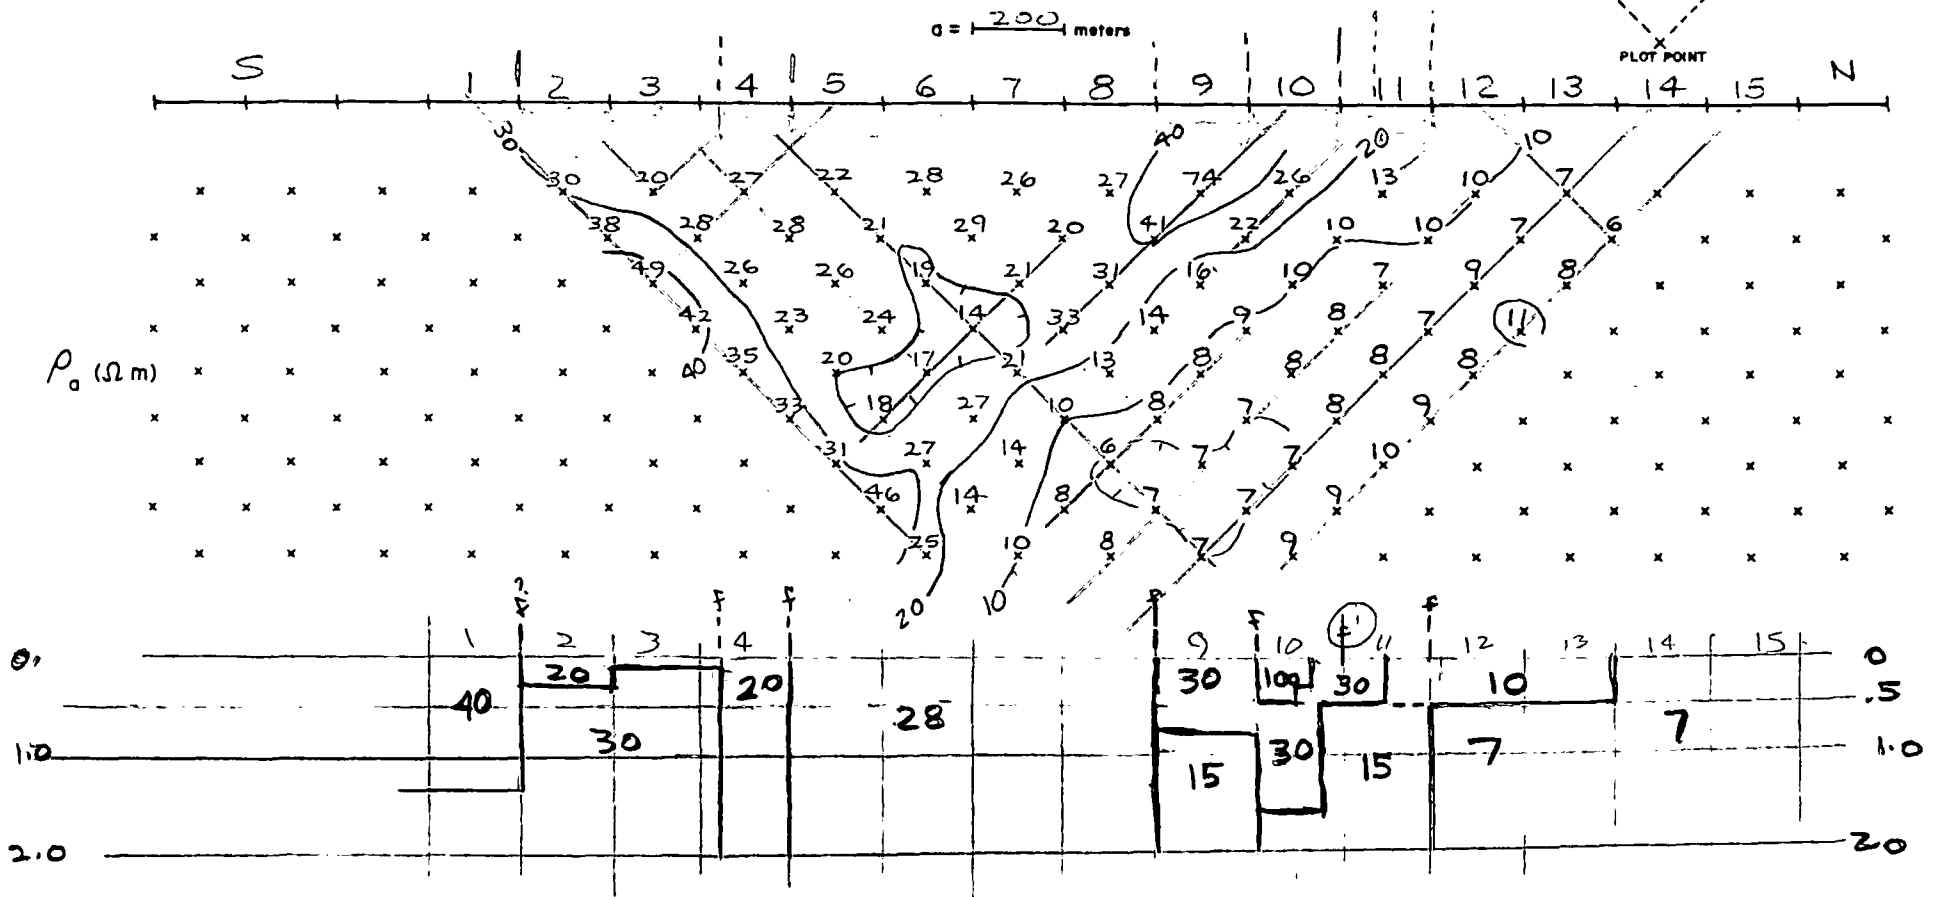 a = 200 meters
PLOT POINT
S 1 2 3 4 5 6 7 8 9 10 11 12 13 14 15 N
30 40 20 10
30 20 27 22 28 26 27 74 26 13 10 7
38 28 28 21 29 20 41 22 10 10 7 6
49 26 26 19 21 31 16 10 7 9 8
42 23 24 14 33 14 9 8 7 11
ρa (Ωm) 40 35 20 17 21 13 8 8 8 8
33 18 27 10 8 7 8 9
31 27 14 6 7 7 10
46 14 8 7 7 9
25 10 8 7 9
20 10
f? f f f f f
1 2 3 4 9 10 11 12 13 14 15
0 0
40 20 20 30 100 30 10 .5
30 28 7
1.0 15 30 15 7 1.0
2.0 2.0